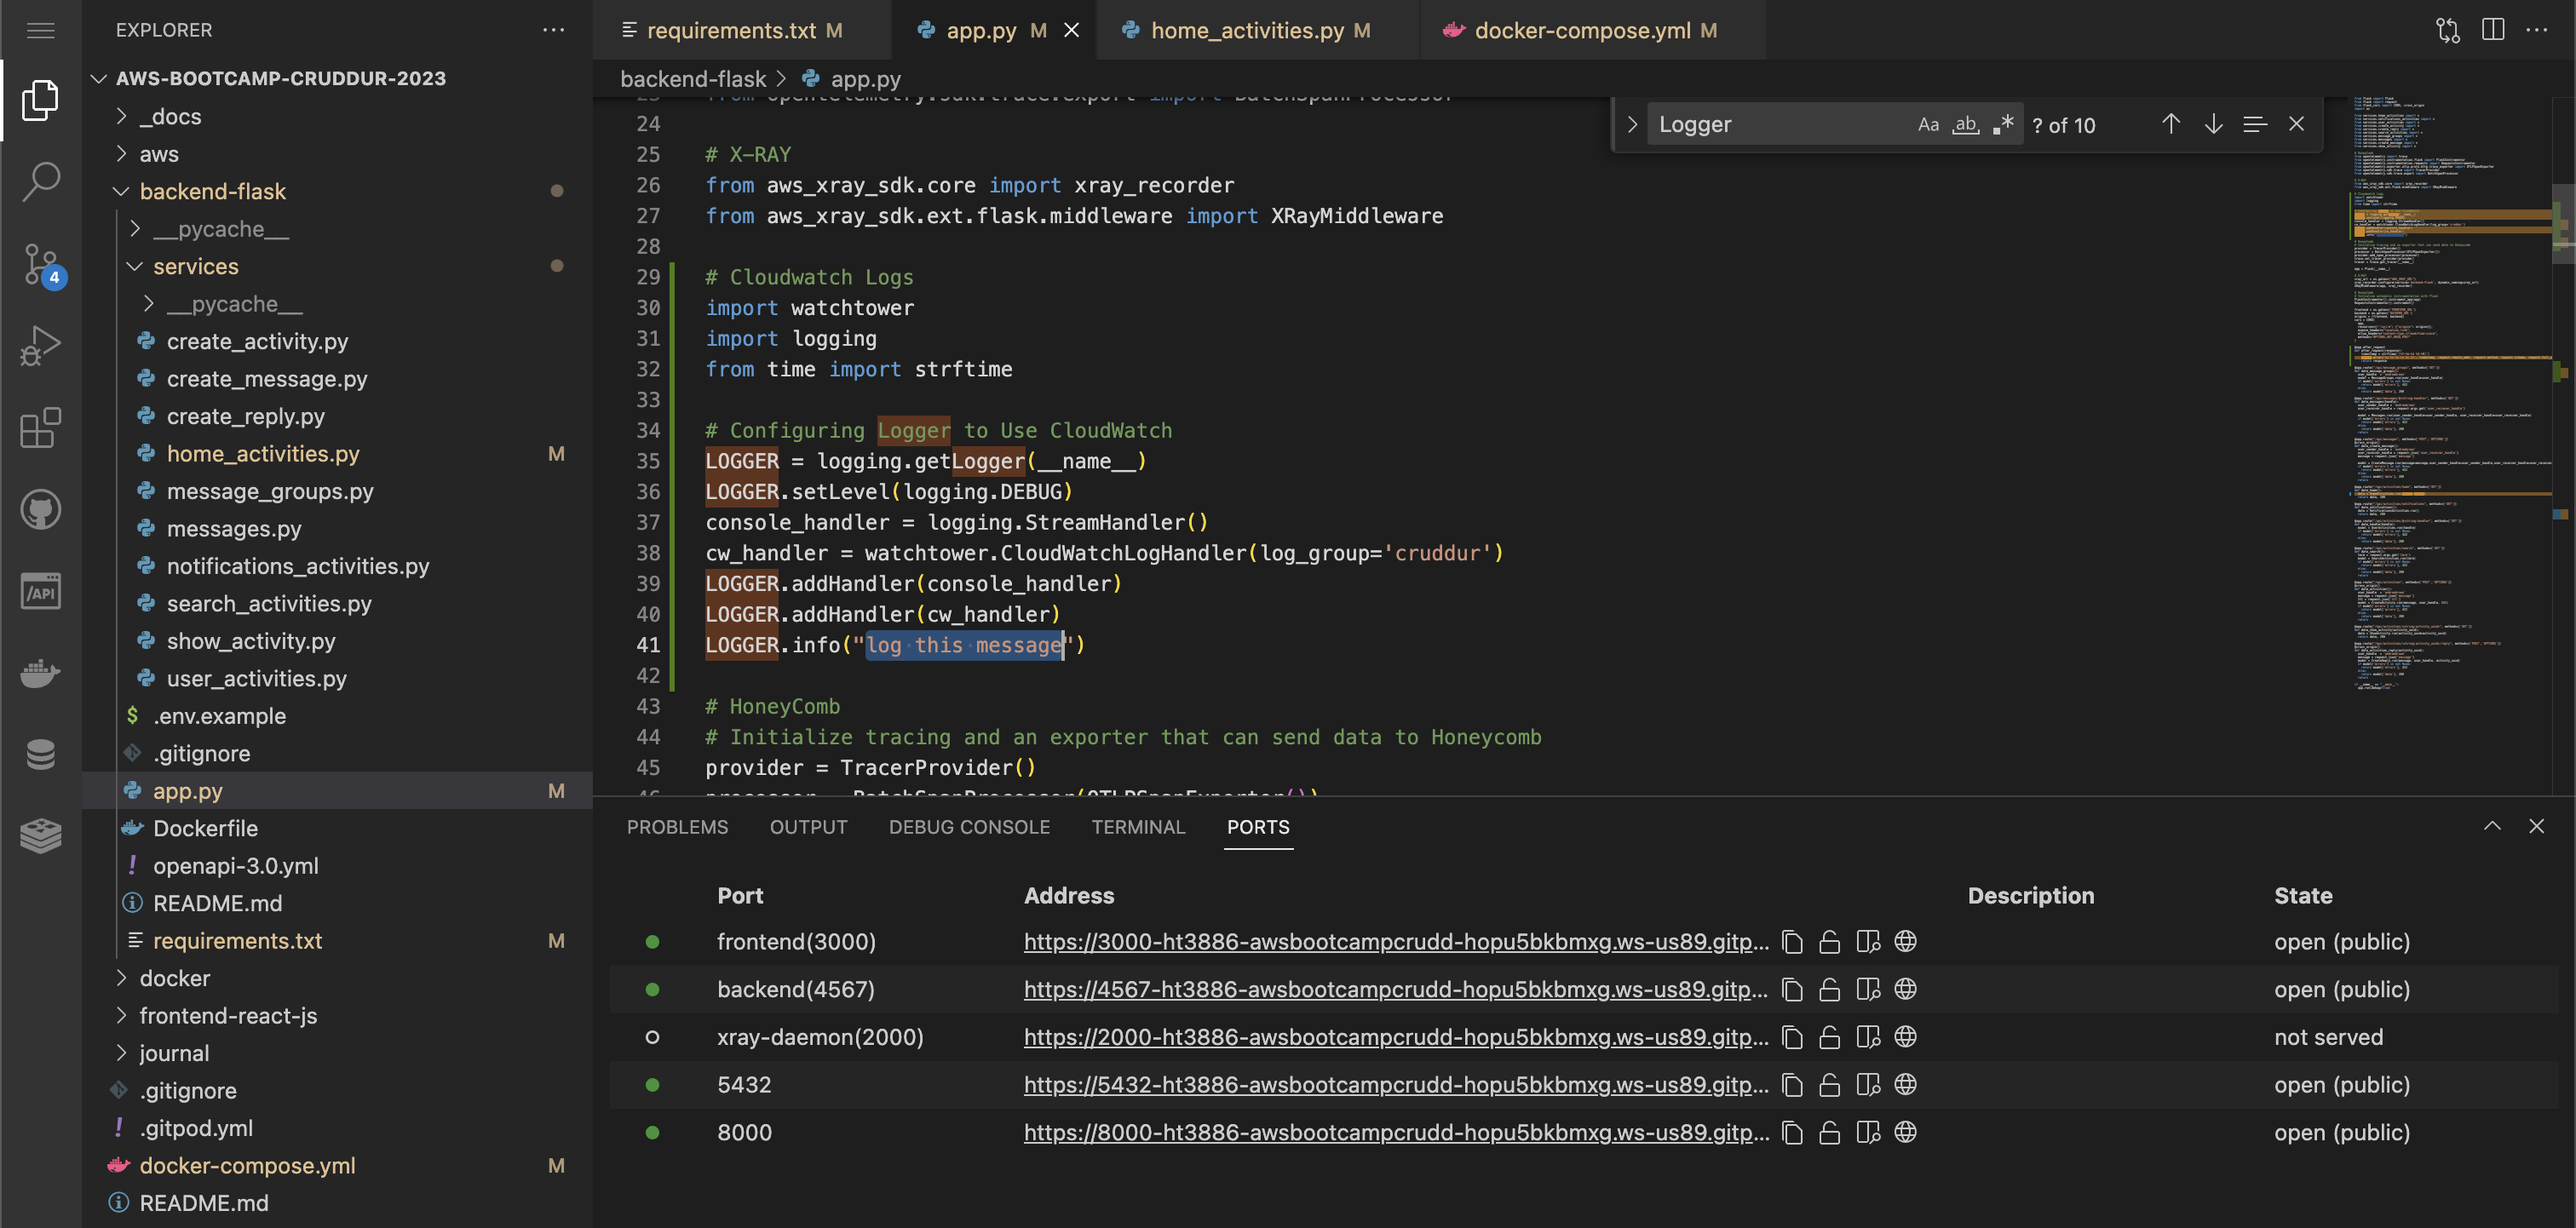 EXPLORER
AWS-BOOTCAMP-CRUDDUR-2023
_docs
aws
backend-flask
__pycache__
services
__pycache__
create_activity.py
create_message.py
create_reply.py
home_activities.py M
message_groups.py
messages.py
notifications_activities.py
search_activities.py
show_activity.py
user_activities.py
.env.example
.gitignore
app.py M
Dockerfile
openapi-3.0.yml
README.md
requirements.txt M
docker
frontend-react-js
journal
.gitignore
.gitpod.yml
docker-compose.yml M
README.md
4
/API
requirements.txt M
app.py M
home_activities.py M
docker-compose.yml M
backend-flask > app.py
Logger
Aa ab .*
? of 10
23 from opentelemetry.sdk.trace.export import BatchSpanProcessor
24
25 # X-RAY
26 from aws_xray_sdk.core import xray_recorder
27 from aws_xray_sdk.ext.flask.middleware import XRayMiddleware
28
29 # Cloudwatch Logs
30 import watchtower
31 import logging
32 from time import strftime
33
34 # Configuring Logger to Use CloudWatch
35 LOGGER = logging.getLogger(__name__)
36 LOGGER.setLevel(logging.DEBUG)
37 console_handler = logging.StreamHandler()
38 cw_handler = watchtower.CloudWatchLogHandler(log_group='cruddur')
39 LOGGER.addHandler(console_handler)
40 LOGGER.addHandler(cw_handler)
41 LOGGER.info("log this message")
42
43 # HoneyComb
44 # Initialize tracing and an exporter that can send data to Honeycomb
45 provider = TracerProvider()
46 processor = BatchSpanProcessor(OTLPSpanExporter())
PROBLEMS OUTPUT DEBUG CONSOLE TERMINAL PORTS
Port Address Description State
frontend(3000) https://3000-ht3886-awsbootcampcrudd-hopu5bkbmxg.ws-us89.gitp... open (public)
backend(4567) https://4567-ht3886-awsbootcampcrudd-hopu5bkbmxg.ws-us89.gitp... open (public)
xray-daemon(2000) https://2000-ht3886-awsbootcampcrudd-hopu5bkbmxg.ws-us89.gitp... not served
5432 https://5432-ht3886-awsbootcampcrudd-hopu5bkbmxg.ws-us89.gitp... open (public)
8000 https://8000-ht3886-awsbootcampcrudd-hopu5bkbmxg.ws-us89.gitp... open (public)